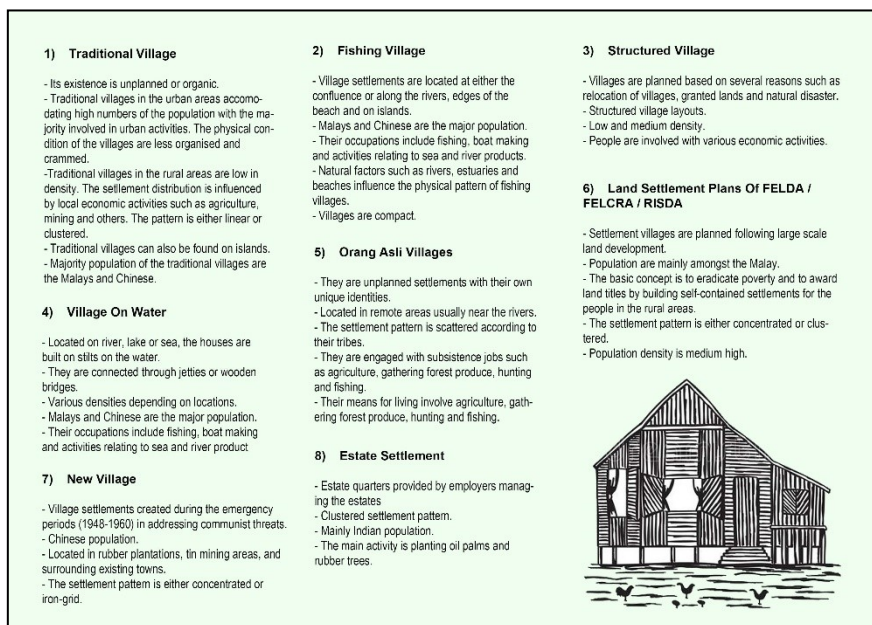 1) Traditional Village
- Its existence is unplanned or organic.
- Traditional villages in the urban areas accomo-
dating high numbers of the population with the ma-
jority involved in urban activities. The physical con-
dition of the villages are less organised and
crammed.
-Traditional villages in the rural areas are low in
density. The setllement distribution is influenced
by local economic activities such as agriculture,
mining and others. The pattern is either linear or
clustered.
- Traditional villages can also be found on islands.
- Majority population of the traditional villages are
the Malays and Chinese.
2) Fishing Village
- Village settlements are located at either the
confluence or along the rivers, edges of the
beach and on islands.
- Malays and Chinese are the major population.
- Their occupations include fishing, boat making
and activities relating to sea and river products.
- Natural factors such as rivers, estuaries and
beaches influence the physical pattern of fishing
villages.
- Villages are compact.
3) Structured Village
- Villages are planned based on several reasons such as
relocation of villages, granted lands and natural disaster.
- Structured village layouts.
- Low and medium density.
- People are involved with various economic activities.
4) Village On Water
- Located on river, lake or sea, the houses are
built on stilts on the water.
- They are connected through jetties or wooden
bridges.
- Various densities depending on locations.
- Malays and Chinese are the major population.
- Their occupations include fishing, boat making
and activities relating to sea and river product
5) Orang Asli Villages
- They are unplanned settlements with their own
unique identities.
- Located in remote areas usually near the rivers.
- The settlement pattern is scattered according to
their tribes.
- They are engaged with subsistence jobs such
as agriculture, gathering forest produce, hunting
and fishing.
- Their means for living involve agriculture, gath-
ering forest produce, hunting and fishing.
6) Land Settlement Plans Of FELDA /
FELCRA / RISDA
- Settlement villages are planned following large scale
land development.
- Population are mainly amongst the Malay.
- The basic concept is to eradicate poverty and to award
land titles by building self-contained settlements for the
people in the rural areas.
- The settlement pattern is either concentrated or clus-
tered.
- Population density is medium high.
7) New Village
- Village settlements created during the emergency
periods (1948-1960) in addressing communist threats.
- Chinese population.
- Located in rubber plantations, tin mining areas, and
surrounding existing towns.
- The settlement pattern is either concentrated or
iron-grid.
8) Estate Settlement
- Estate quarters provided by employers manag-
ing the estates
- Clustered settlement pattern.
- Mainly Indian population.
- The main activity is planting oil palms and
rubber trees.